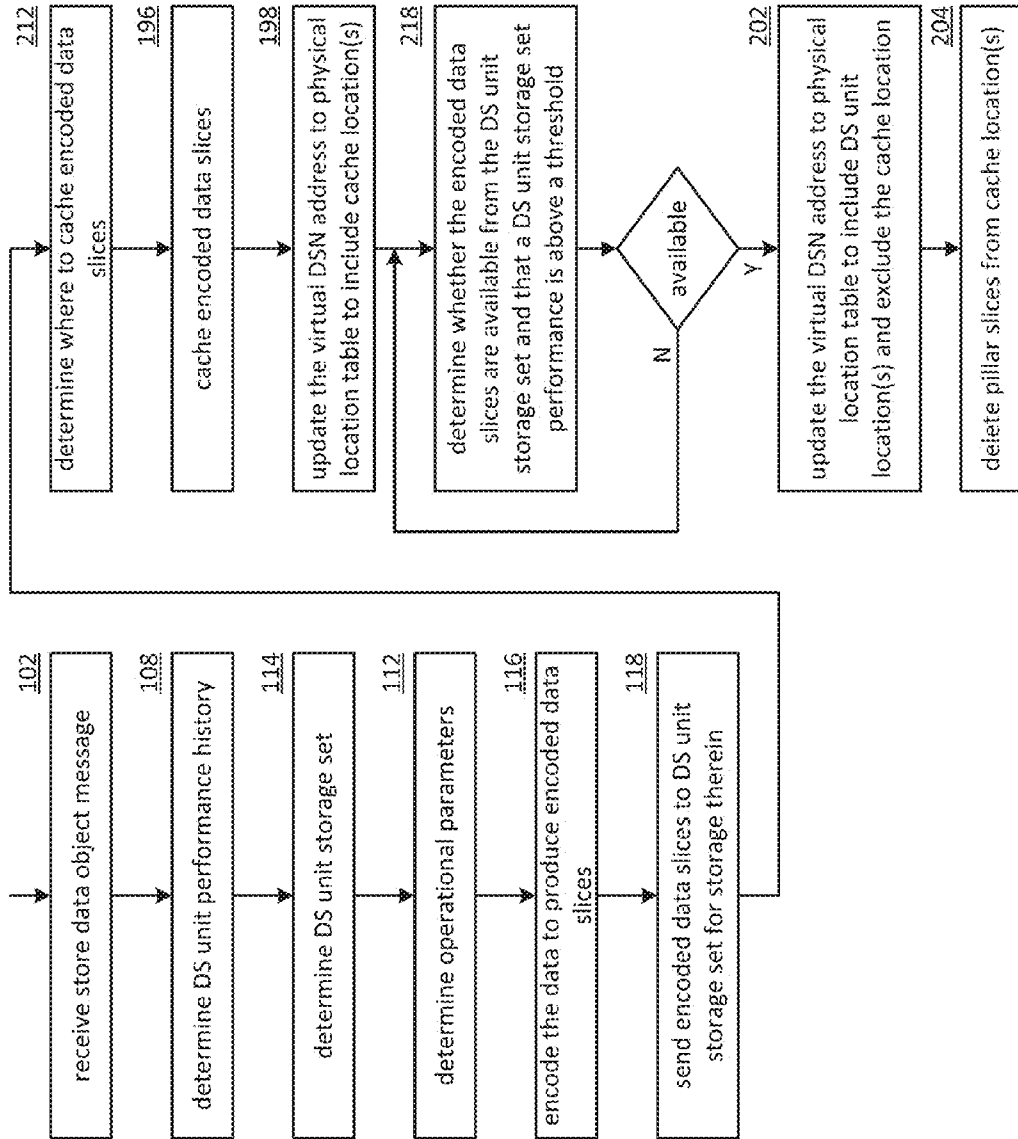 102
receive store data object message
108
determine DS unit performance history
114
determine DS unit storage set
112
determine operational parameters
116
encode the data to produce encoded data
slices
118
send encoded data slices to DS unit
storage set for storage therein
212
determine where to cache encoded data
slices
196
cache encoded data slices
198
update the virtual DSN address to physical
location table to include cache location(s)
218
determine whether the encoded data
slices are available from the DS unit
storage set and that a DS unit storage set
performance is above a threshold
available
N
Y
202
update the virtual DSN address to physical
location table to include DS unit
location(s) and exclude the cache location
204
delete pillar slices from cache location(s)